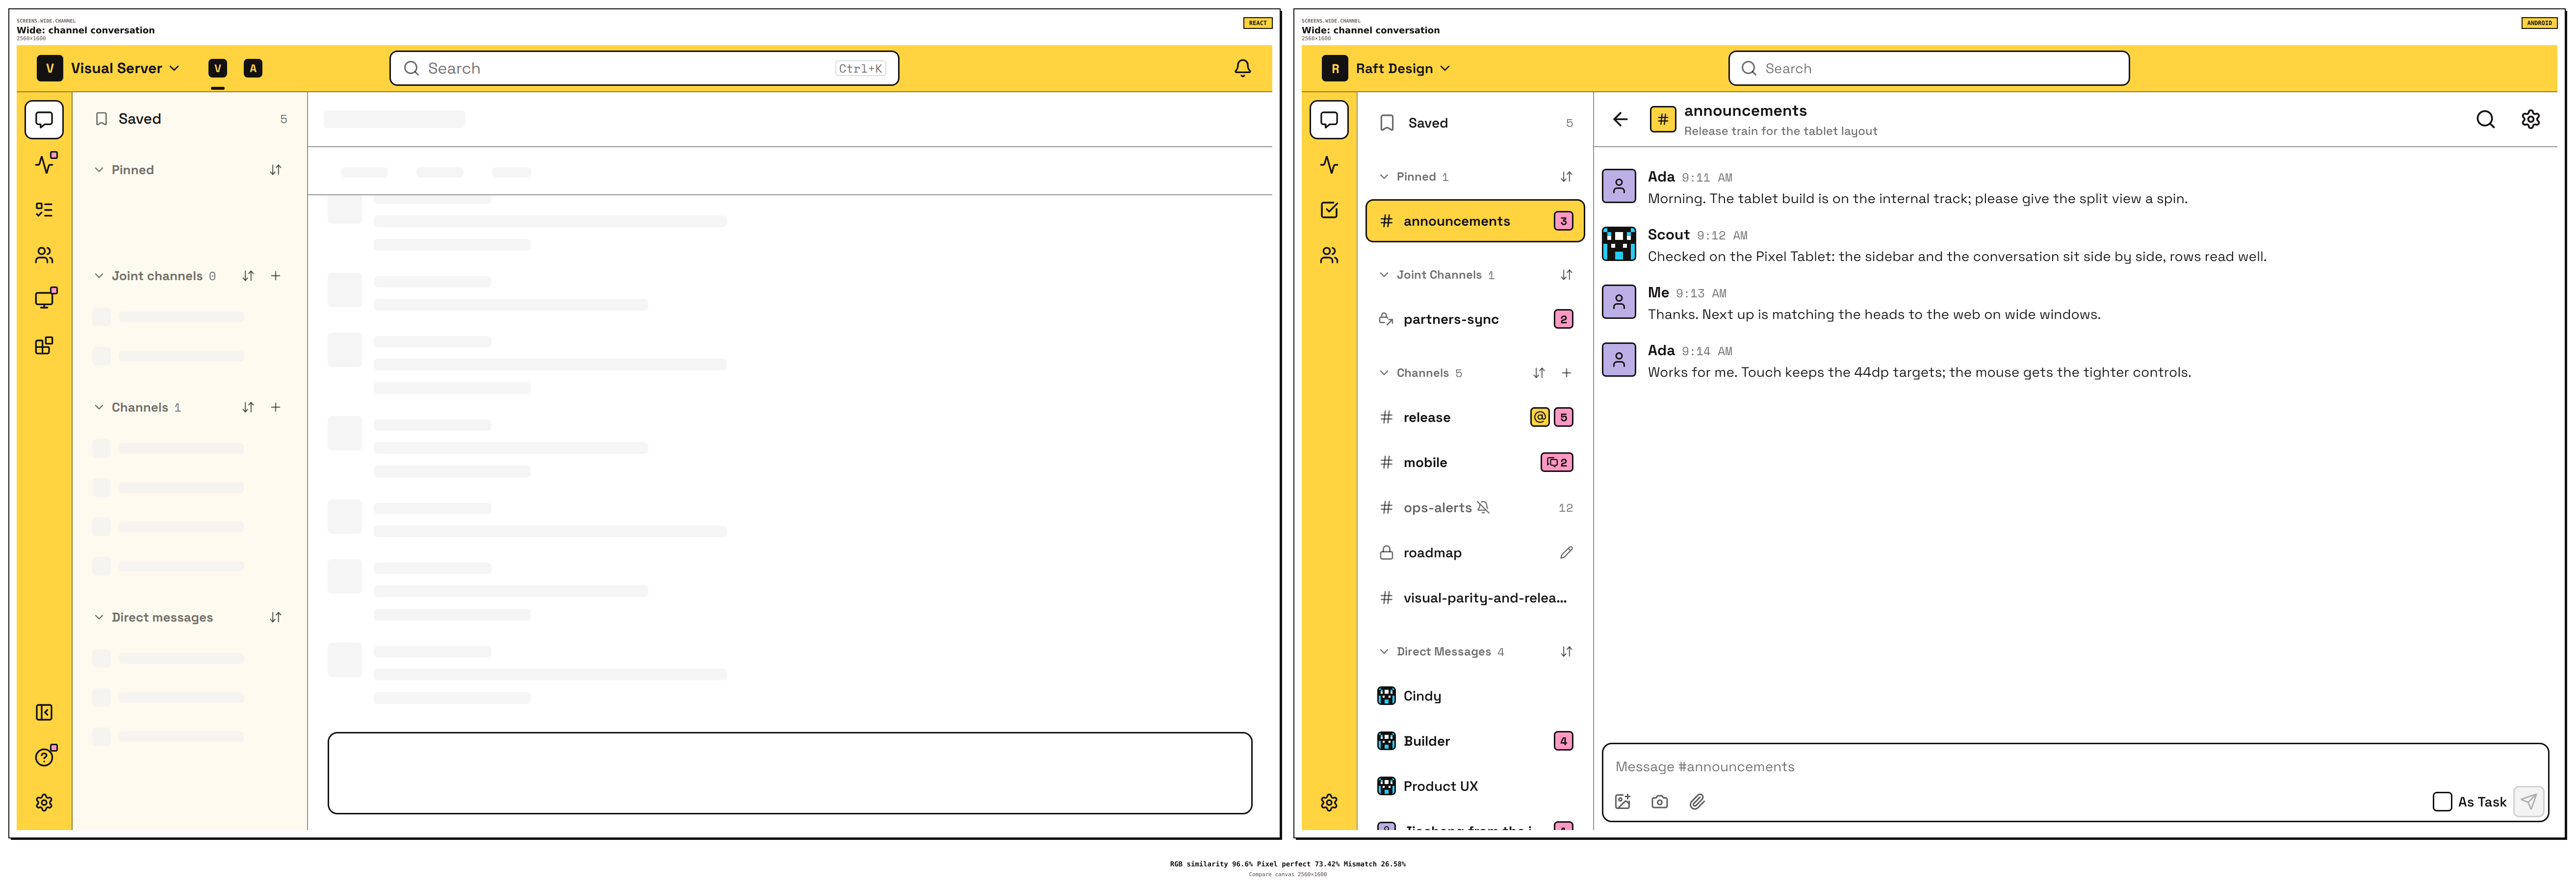 SCREENS.WIDE.CHANNEL
Wide: channel conversation
2560×1600
REACT
V Visual Server V A
Search Ctrl+K
Saved 5
Pinned
Joint channels 0
Channels 1
Direct messages
SCREENS.WIDE.CHANNEL
Wide: channel conversation
2560×1600
ANDROID
R Raft Design
Search
Saved 5
Pinned 1
# announcements 3
Joint Channels 1
partners-sync 2
Channels 5
# release @ 5
# mobile 2
# ops-alerts 12
roadmap
# visual-parity-and-relea...
Direct Messages 4
Cindy
Builder 4
Product UX
# announcements
Release train for the tablet layout
Ada 9:11 AM
Morning. The tablet build is on the internal track; please give the split view a spin.
Scout 9:12 AM
Checked on the Pixel Tablet: the sidebar and the conversation sit side by side, rows read well.
Me 9:13 AM
Thanks. Next up is matching the heads to the web on wide windows.
Ada 9:14 AM
Works for me. Touch keeps the 44dp targets; the mouse gets the tighter controls.
Message #announcements
As Task
RGB similarity 96.6% Pixel perfect 73.42% Mismatch 26.58%
Compare canvas 2560×1600